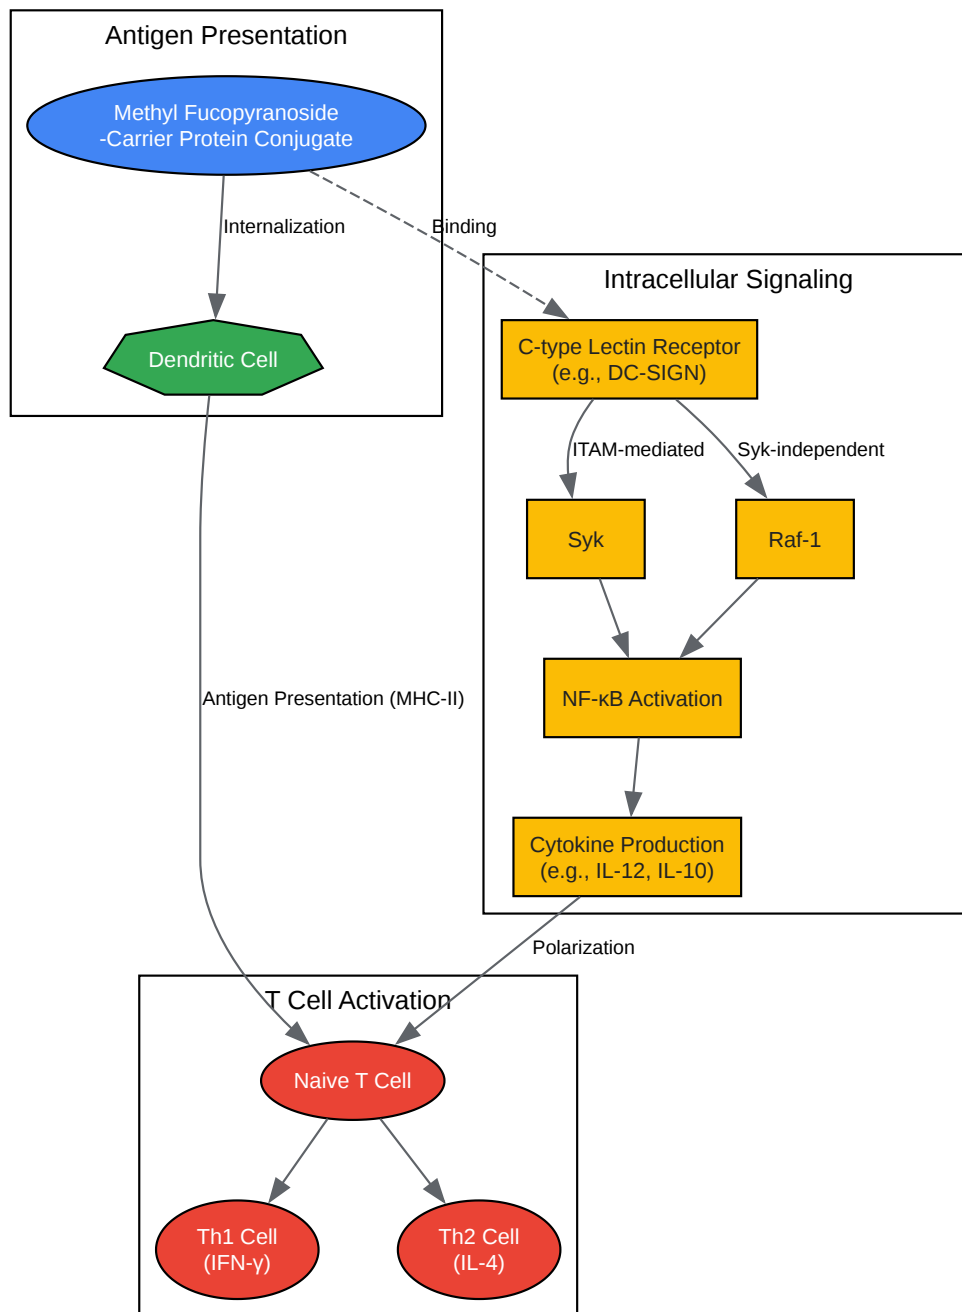 Antigen Presentation
Methyl Fucopyranoside
-Carrier Protein Conjugate
Internalization
Binding
Dendritic Cell
Intracellular Signaling
C-type Lectin Receptor
(e.g., DC-SIGN)
ITAM-mediated
Syk-independent
Syk
Raf-1
NF-κB Activation
Antigen Presentation (MHC-II)
Cytokine Production
(e.g., IL-12, IL-10)
Polarization
T Cell Activation
Naive T Cell
Th1 Cell
(IFN-γ)
Th2 Cell
(IL-4)